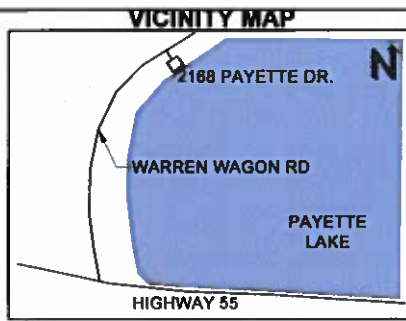 VICINITY MAP
N
2168 PAYETTE DR.
WARREN WAGON RD
PAYETTE
LAKE
HIGHWAY 55